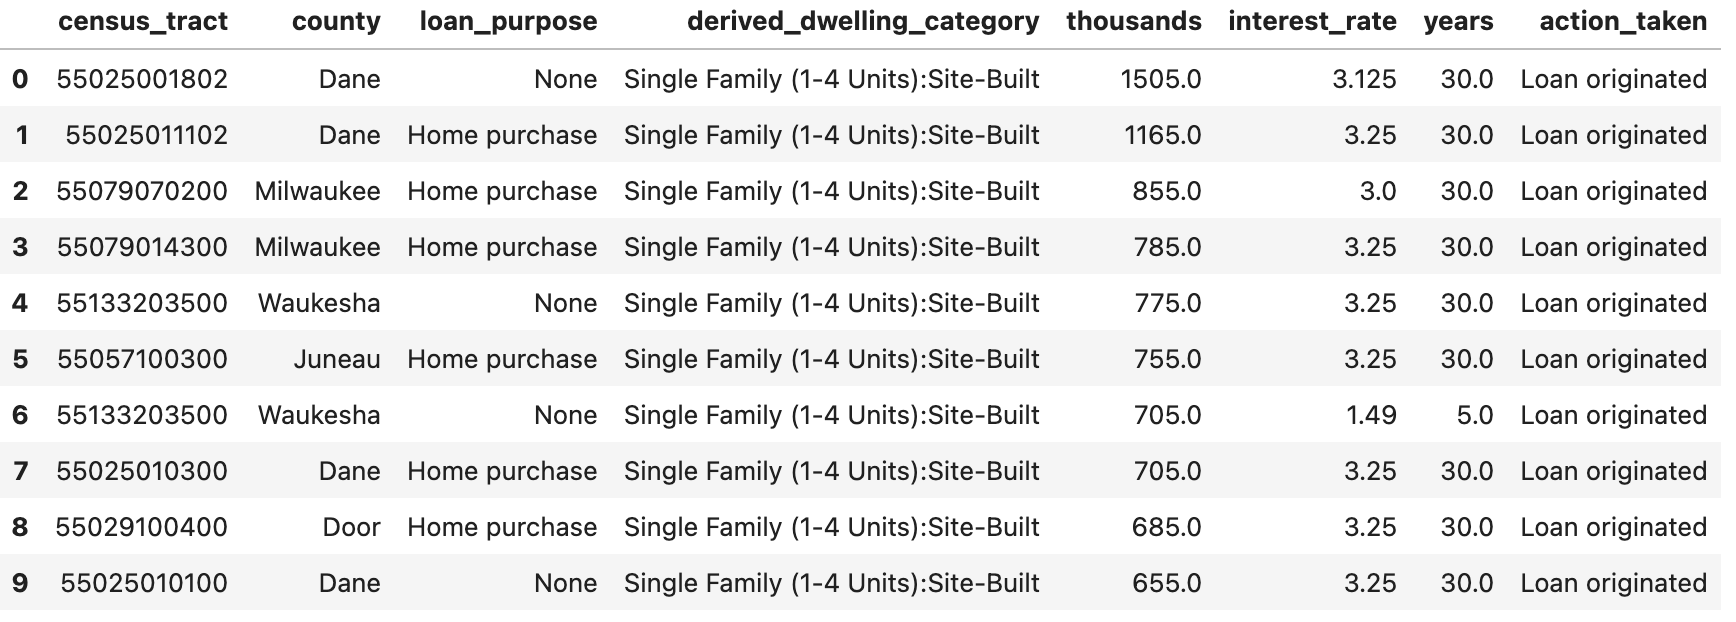 census_tract county loan_purpose derived_dwelling_category thousands interest_rate years action_taken
0 55025001802 Dane None Single Family (1-4 Units):Site-Built 1505.0 3.125 30.0 Loan originated
1 55025011102 Dane Home purchase Single Family (1-4 Units):Site-Built 1165.0 3.25 30.0 Loan originated
2 55079070200 Milwaukee Home purchase Single Family (1-4 Units):Site-Built 855.0 3.0 30.0 Loan originated
3 55079014300 Milwaukee Home purchase Single Family (1-4 Units):Site-Built 785.0 3.25 30.0 Loan originated
4 55133203500 Waukesha None Single Family (1-4 Units):Site-Built 775.0 3.25 30.0 Loan originated
5 55057100300 Juneau Home purchase Single Family (1-4 Units):Site-Built 755.0 3.25 30.0 Loan originated
6 55133203500 Waukesha None Single Family (1-4 Units):Site-Built 705.0 1.49 5.0 Loan originated
7 55025010300 Dane Home purchase Single Family (1-4 Units):Site-Built 705.0 3.25 30.0 Loan originated
8 55029100400 Door Home purchase Single Family (1-4 Units):Site-Built 685.0 3.25 30.0 Loan originated
9 55025010100 Dane None Single Family (1-4 Units):Site-Built 655.0 3.25 30.0 Loan originated